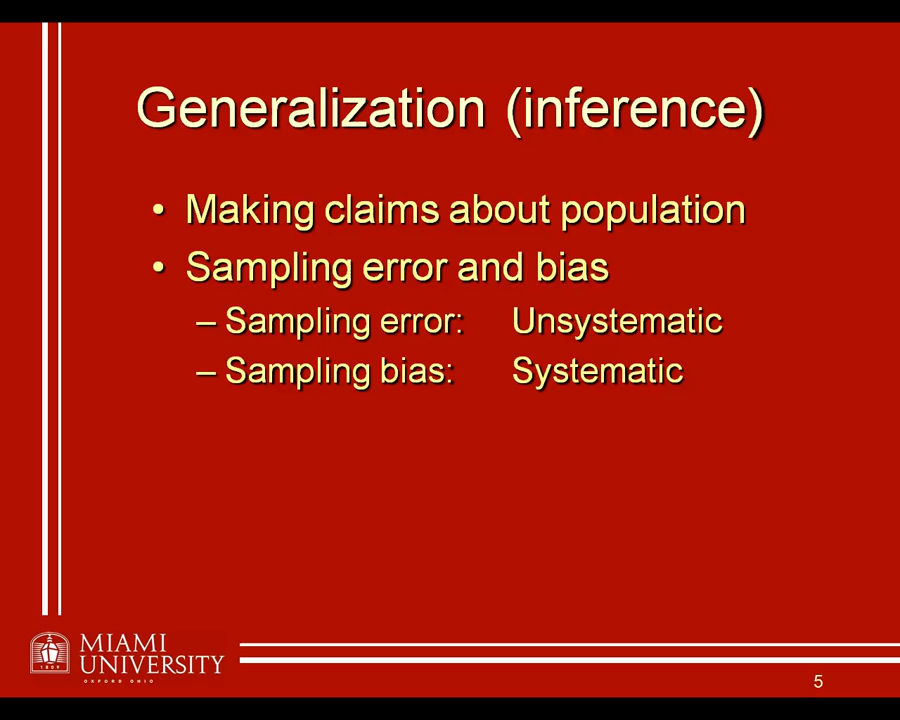 Generalization (inference)
• Making claims about population
• Sampling error and bias
– Sampling error: Unsystematic
– Sampling bias: Systematic
MIAMI
UNIVERSITY
1809
OXFORD OHIO
5